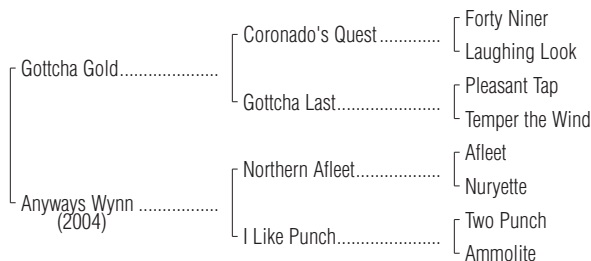 Forty Niner
Coronado's Quest.............
Laughing Look
Gottcha Gold.....................
Pleasant Tap
Gottcha Last......................
Temper the Wind
Afleet
Northern Afleet..................
Nuryette
Anyways Wynn .................
(2004)
Two Punch
I Like Punch......................
Ammolite